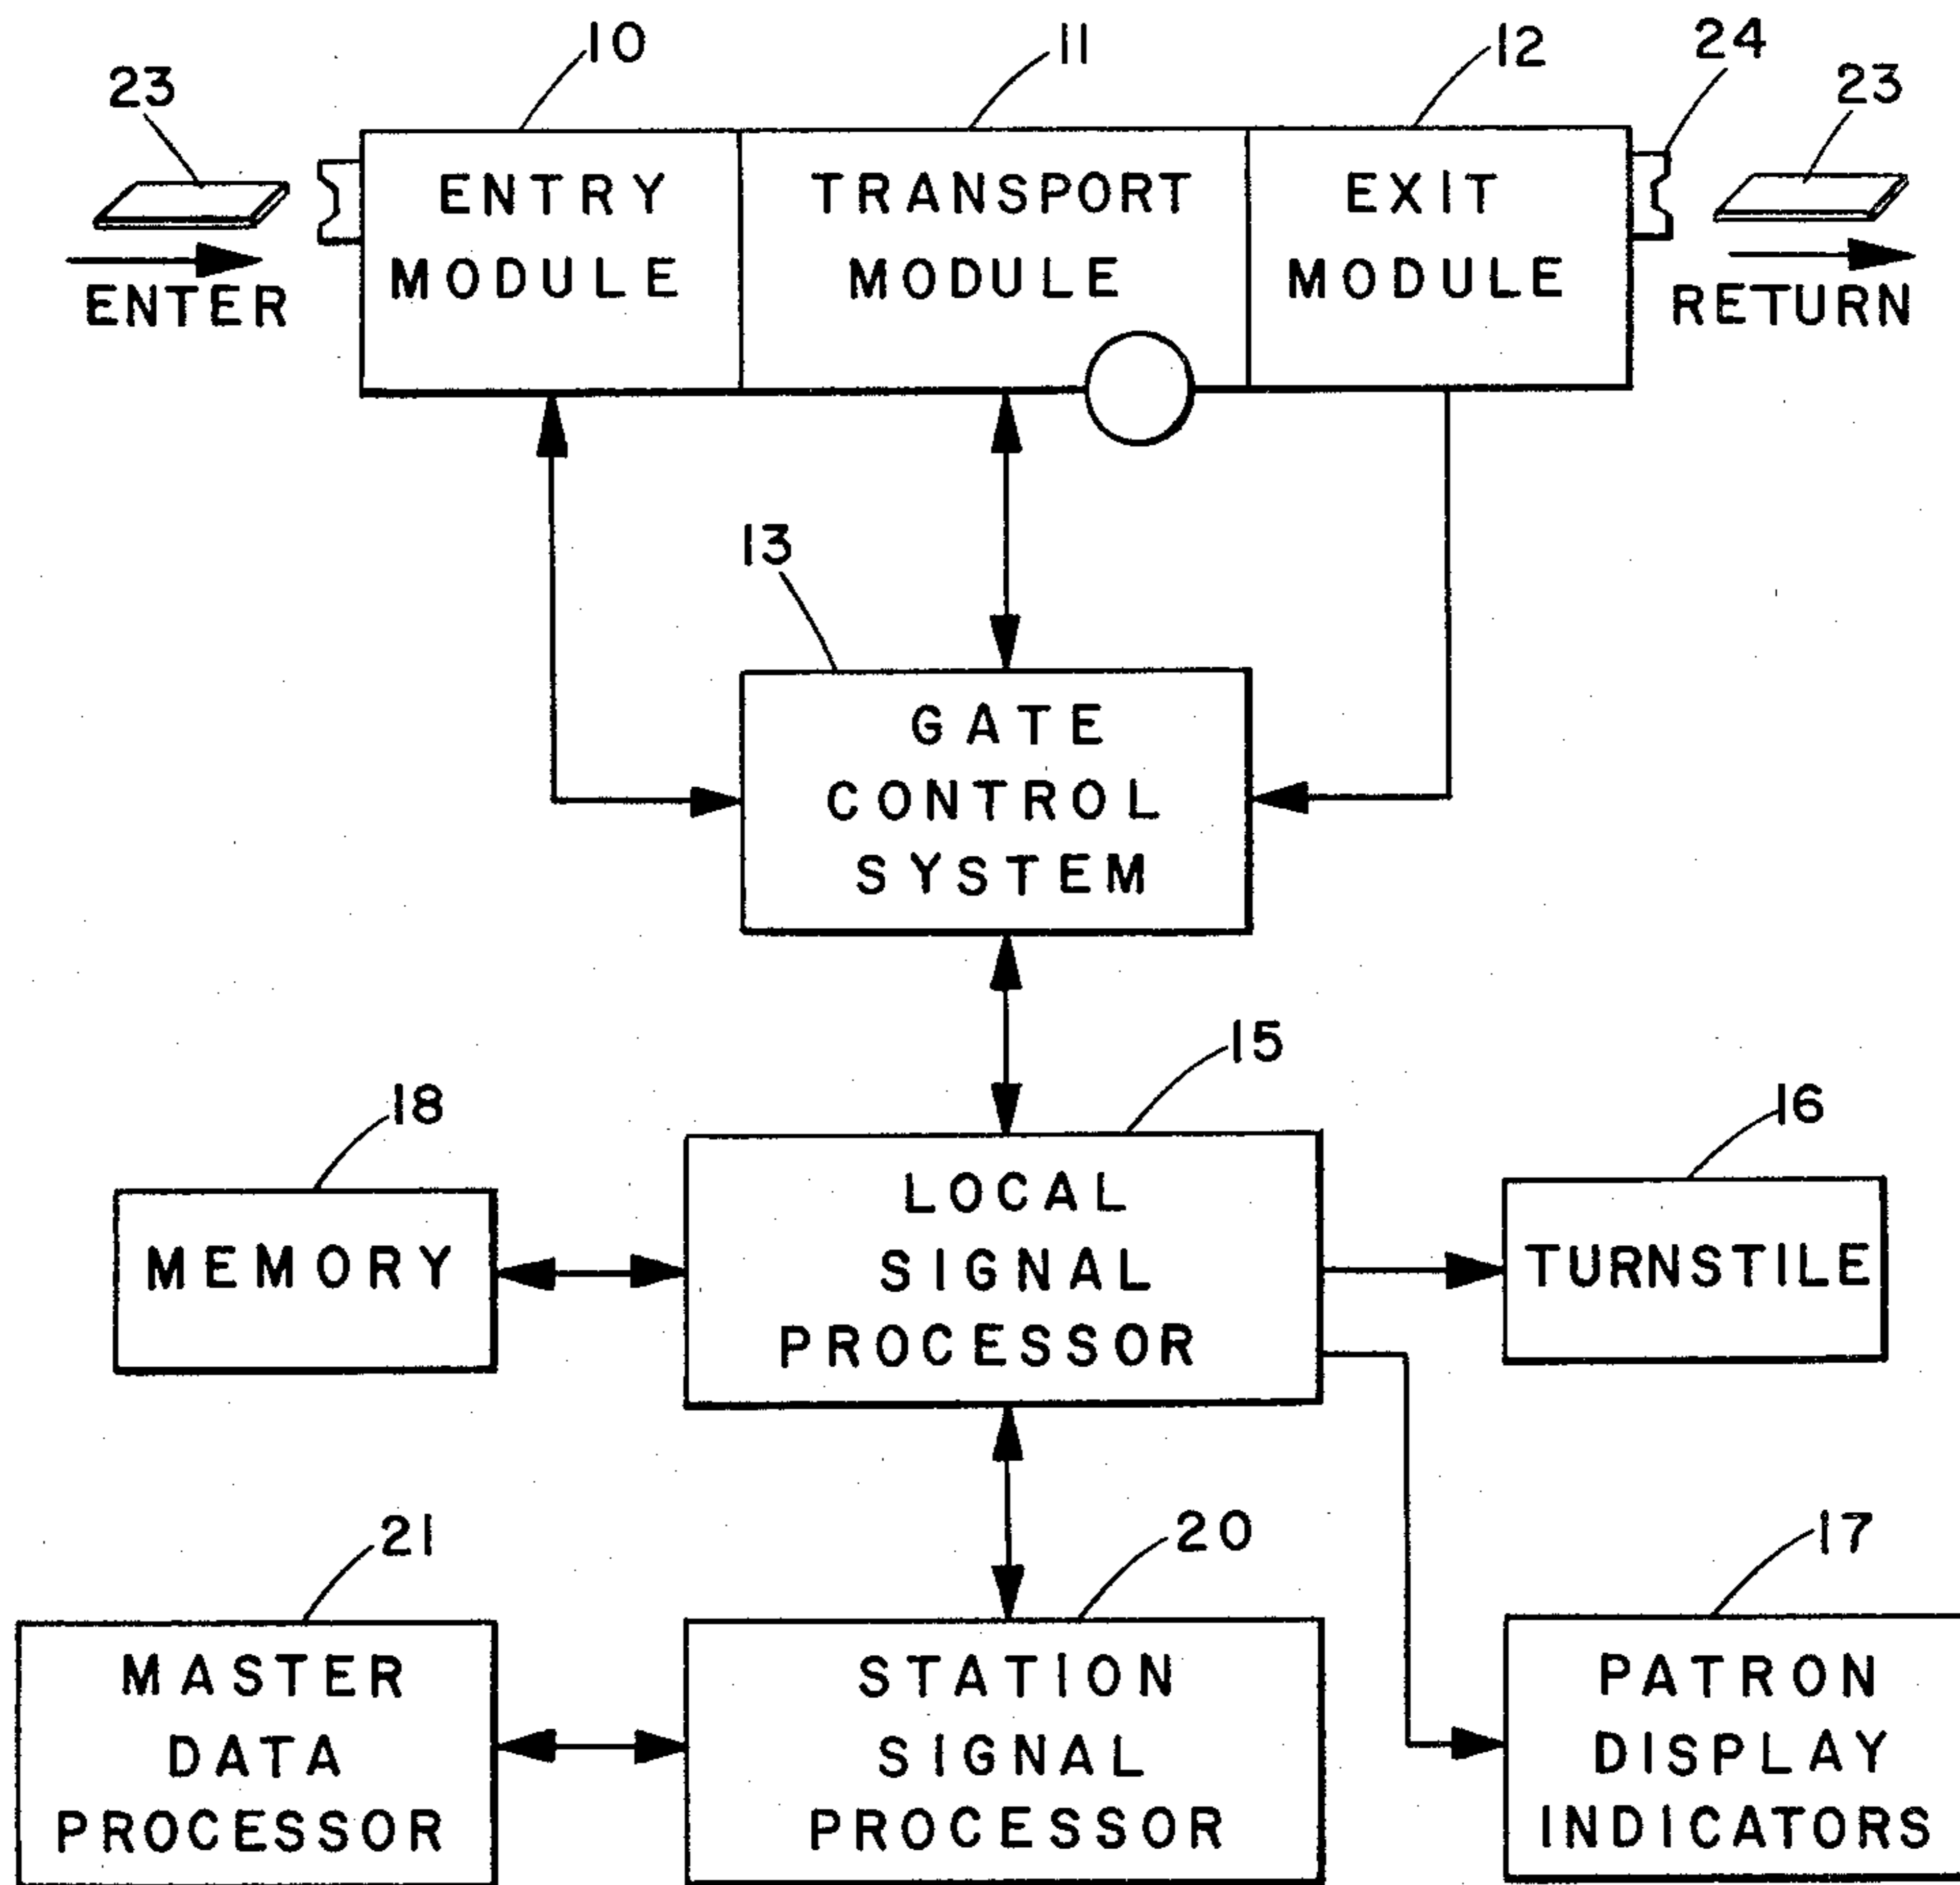 10
11
12
24
23
23
ENTRY
MODULE
TRANSPORT
MODULE
EXIT
MODULE
ENTER
RETURN
13
GATE
CONTROL
SYSTEM
15
18
16
LOCAL
SIGNAL
PROCESSOR
MEMORY
TURNSTILE
21
20
17
MASTER
DATA
PROCESSOR
STATION
SIGNAL
PROCESSOR
PATRON
DISPLAY
INDICATORS